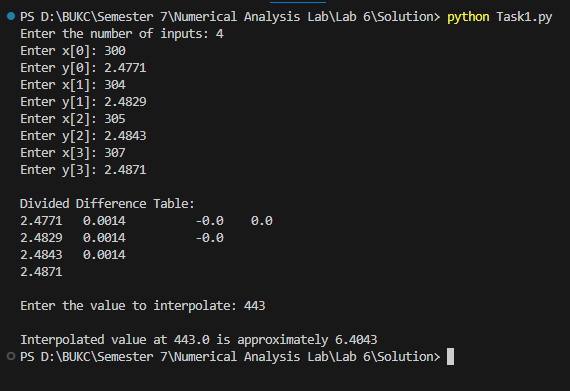 PS D:\BUKC\Semester 7\Numerical Analysis Lab\Lab 6\Solution> python Task1.py
Enter the number of inputs: 4
Enter x[0]: 300
Enter y[0]: 2.4771
Enter x[1]: 304
Enter y[1]: 2.4829
Enter x[2]: 305
Enter y[2]: 2.4843
Enter x[3]: 307
Enter y[3]: 2.4871

Divided Difference Table:
2.4771   0.0014          -0.0    0.0
2.4829   0.0014          -0.0
2.4843   0.0014
2.4871

Enter the value to interpolate: 443

Interpolated value at 443.0 is approximately 6.4043
PS D:\BUKC\Semester 7\Numerical Analysis Lab\Lab 6\Solution>